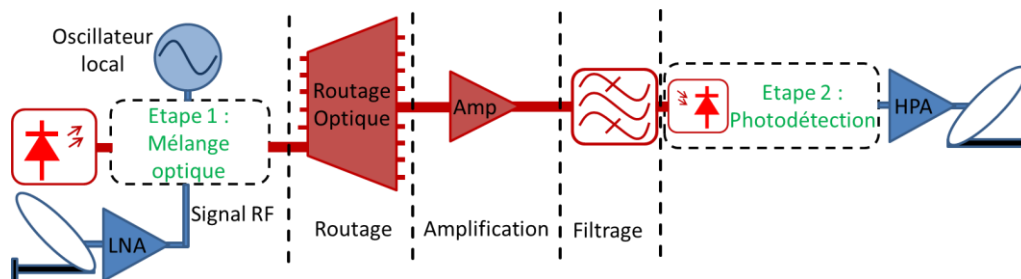 Oscillateur
local
Etape 1 :
Mélange
optique
Signal RF
LNA
Routage
Optique
Amp
Etape 2 :
Photodétection
HPA
Routage
Amplification
Filtrage